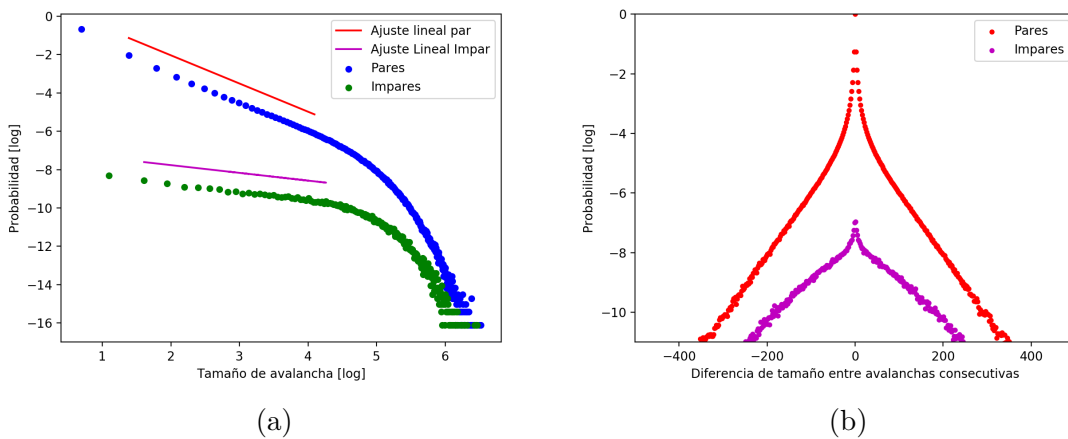 Ajuste lineal par
Ajuste Lineal Impar
Pares
Impares
0
−2
−4
−6
−8
−10
−12
−14
−16
Probabilidad [log]
1 2 3 4 5 6
Tamaño de avalancha [log]
(a)
Pares
Impares
0
−2
−4
−6
−8
−10
Probabilidad [log]
−400 −200 0 200 400
Diferencia de tamaño entre avalanchas consecutivas
(b)